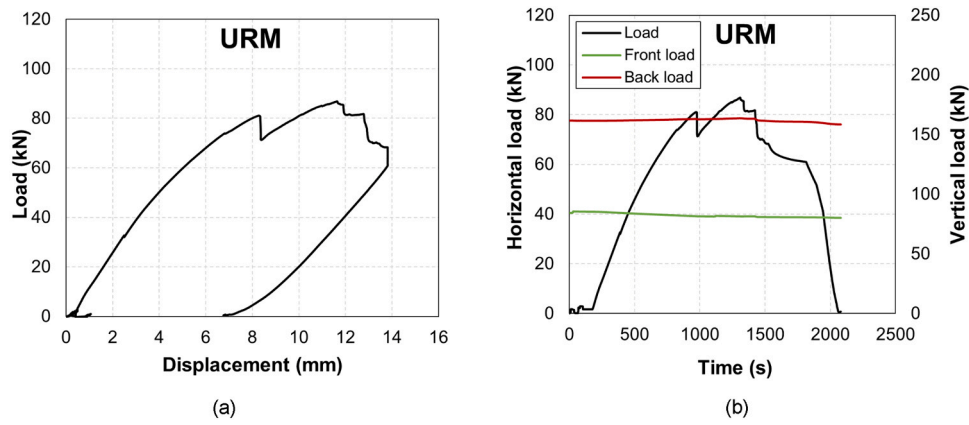 URM
Load (kN)
120
100
80
60
40
20
0
0 2 4 6 8 10 12 14 16
Displacement (mm)
(a)
URM
Load
Front load
Back load
Horizontal load (kN)
120
100
80
60
40
20
0
Vertical load (kN)
250
200
150
100
50
0
0 500 1000 1500 2000 2500
Time (s)
(b)